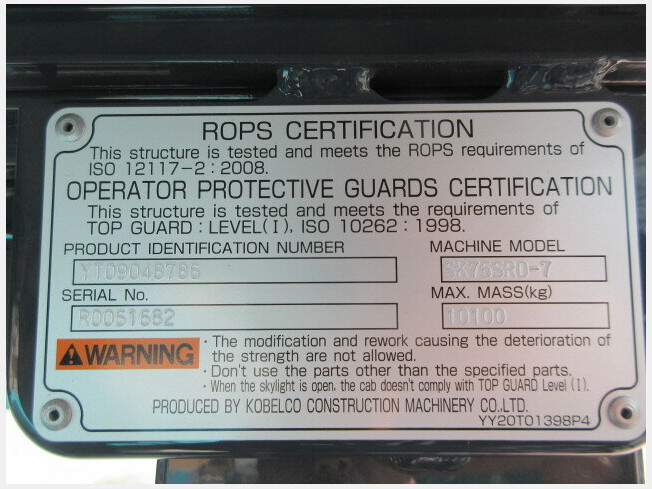 ROPS CERTIFICATION
This structure is tested and meets the ROPS requirements of
ISO 12117-2:2008.
OPERATOR PROTECTIVE GUARDS CERTIFICATION
This structure is tested and meets the requirements of
TOP GUARD : LEVEL(I), ISO 10262 : 1998.
PRODUCT IDENTIFICATION NUMBER MACHINE MODEL
SK75SRD-7
SERIAL No. MAX. MASS(kg)
10100
⚠WARNING
・The modification and rework causing the deterioration of
the strength are not allowed.
・Don't use the parts other than the specified parts.
・When the skylight is open, the cab doesn't comply with TOP GUARD Level (I).
PRODUCED BY KOBELCO CONSTRUCTION MACHINERY CO.,LTD.
YY20T01398P4